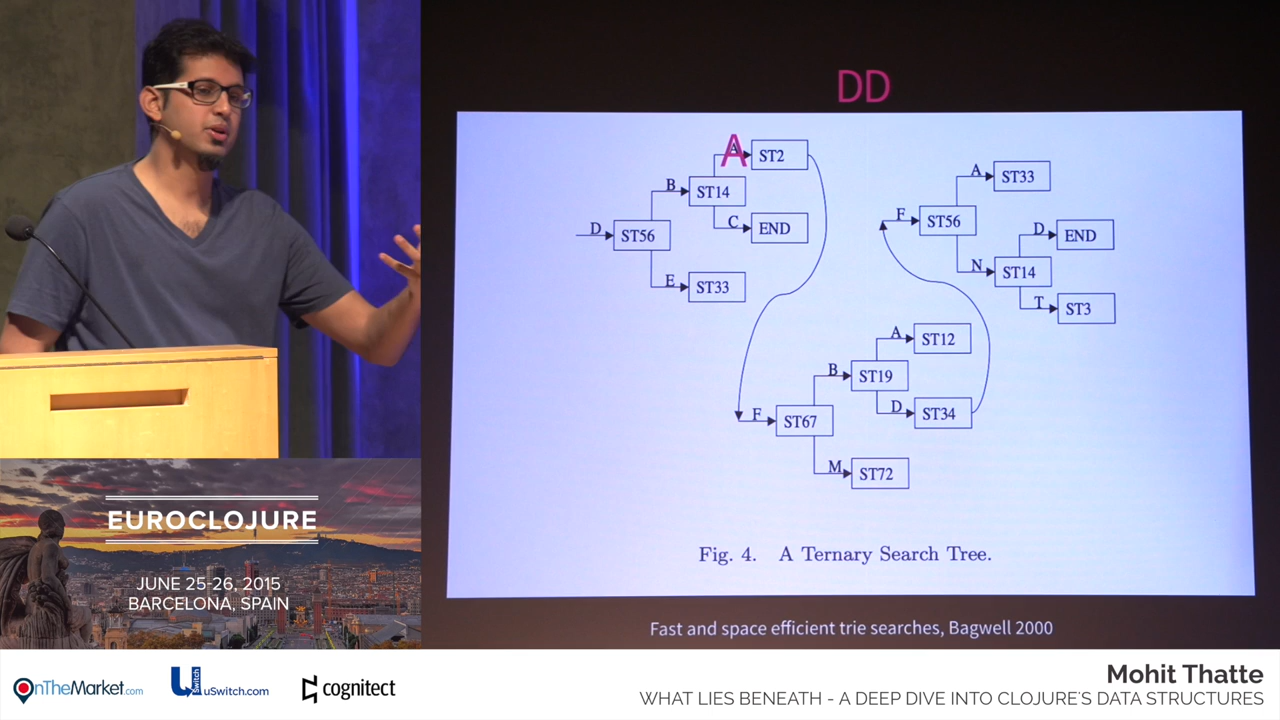 DD
A
A
ST2
A
ST33
B
ST14
D
ST56
C
END
F
ST56
D
END
E
ST33
N
ST14
T
ST3
A
ST12
B
ST19
F
ST67
D
ST34
M
ST72
Fig. 4. A Ternary Search Tree.
Fast and space efficient trie searches, Bagwell 2000
EUROCLOJURE
JUNE 25-26, 2015
BARCELONA, SPAIN
OnTheMarket.com
U Switch
uSwitch.com
cognitect
Mohit Thatte
WHAT LIES BENEATH - A DEEP DIVE INTO CLOJURE'S DATA STRUCTURES